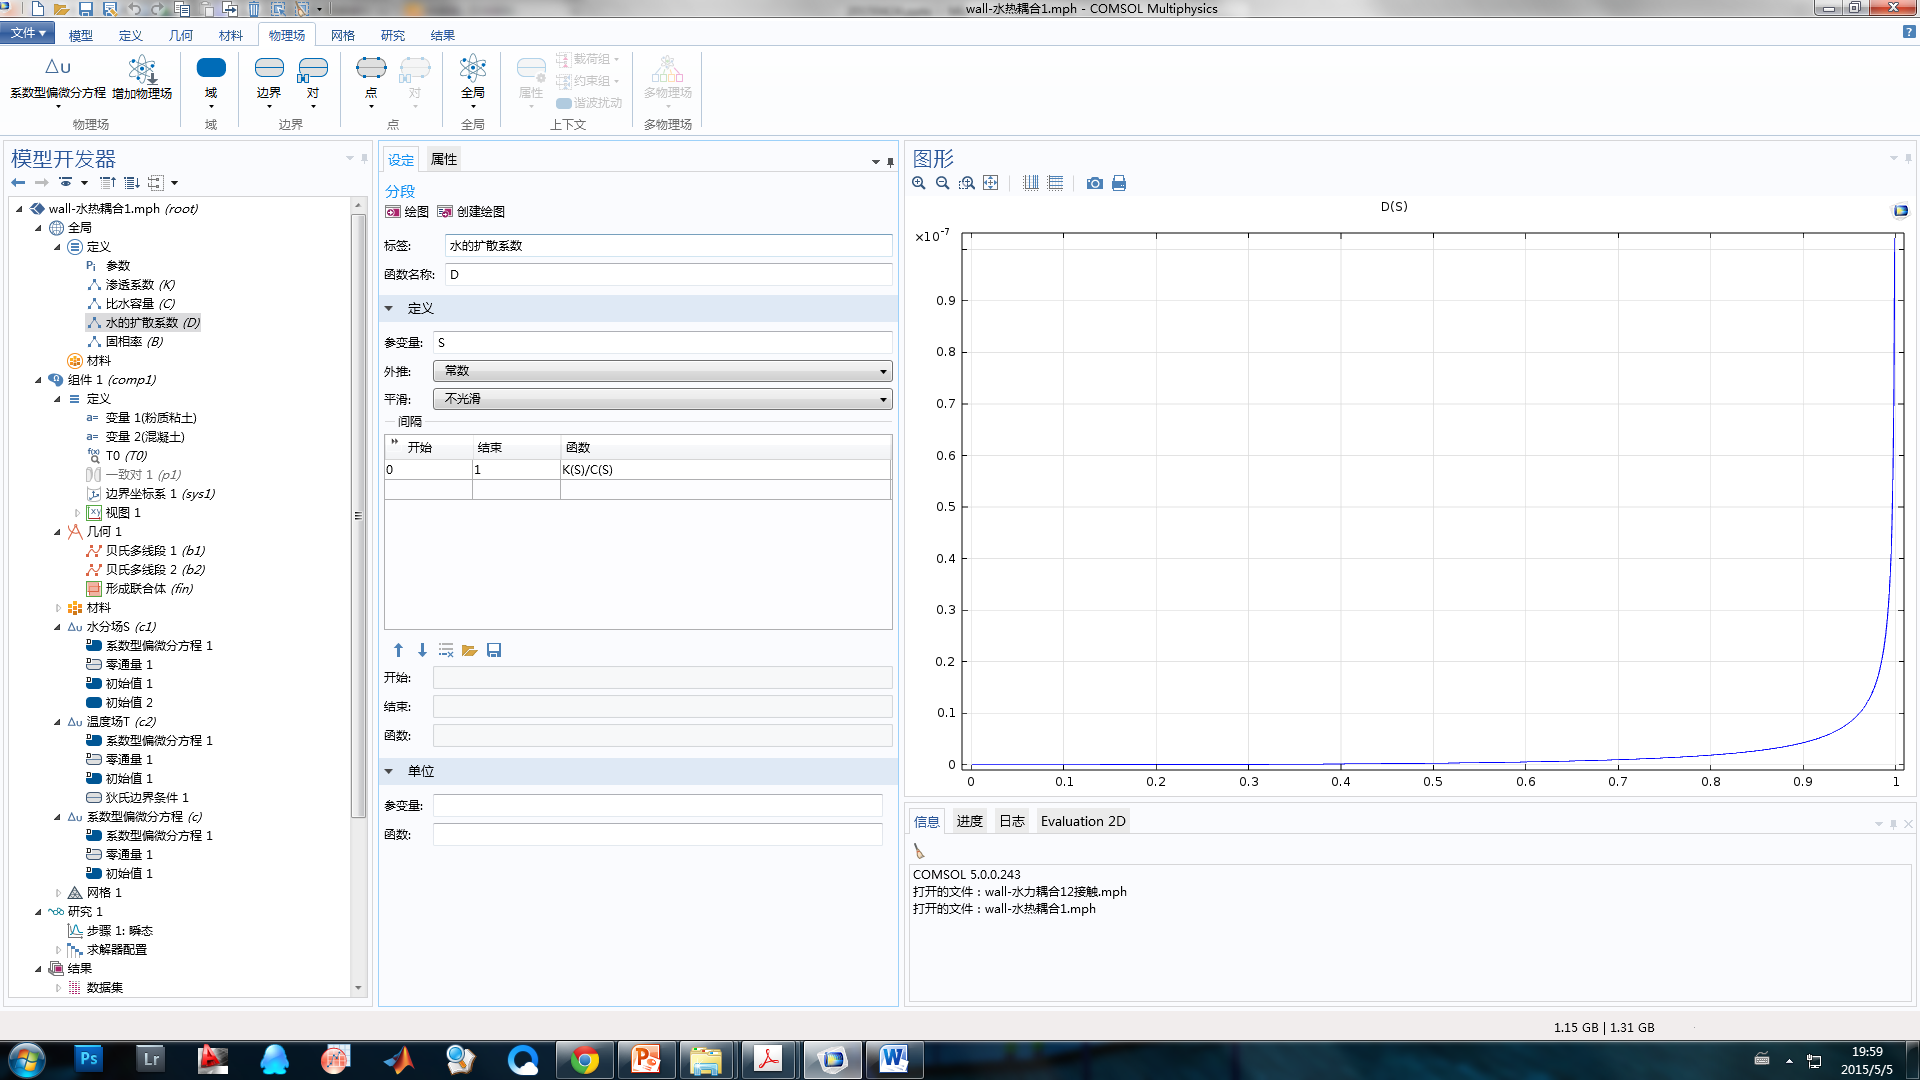 wall-水热耦合1.mph - COMSOL Multiphysics
文件 模型 定义 几何 材料 物理场 网格 研究 结果
系数型偏微分方程 增加物理场 域 边界 对 点 对 全局 属性 载荷组 约束组 谐波扰动 多物理场
物理场 域 边界 点 全局 上下文 多物理场
模型开发器
wall-水热耦合1.mph (root)
全局
定义
Pi 参数
渗透系数 (K)
比水容量 (C)
水的扩散系数 (D)
固相率 (B)
材料
组件 1 (comp1)
定义
a= 变量 1(粉质粘土)
a= 变量 2(混凝土)
T0 (T0)
一致对 1 (p1)
边界坐标系 1 (sys1)
视图 1
几何 1
贝氏多线段 1 (b1)
贝氏多线段 2 (b2)
形成联合体 (fin)
材料
Δu 水分场S (c1)
系数型偏微分方程 1
零通量 1
初始值 1
初始值 2
Δu 温度场T (c2)
系数型偏微分方程 1
零通量 1
初始值 1
狄氏边界条件 1
Δu 系数型偏微分方程 (c)
系数型偏微分方程 1
零通量 1
初始值 1
网格 1
研究 1
步骤 1: 瞬态
求解器配置
结果
数据集
设定 属性
分段
绘图 创建绘图
标签: 水的扩散系数
函数名称: D
定义
参变量: S
外推: 常数
平滑: 不光滑
间隔
开始 结束 函数
0 1 K(S)/C(S)
开始:
结束:
函数:
单位
参变量:
函数:
图形
D(S)
×10-7
0.9
0.8
0.7
0.6
0.5
0.4
0.3
0.2
0.1
0
0 0.1 0.2 0.3 0.4 0.5 0.6 0.7 0.8 0.9 1
信息 进度 日志 Evaluation 2D
COMSOL 5.0.0.243
打开的文件：wall-水力耦合12接触.mph
打开的文件：wall-水热耦合1.mph
1.15 GB | 1.31 GB
Ps Lr
19:59
2015/5/5